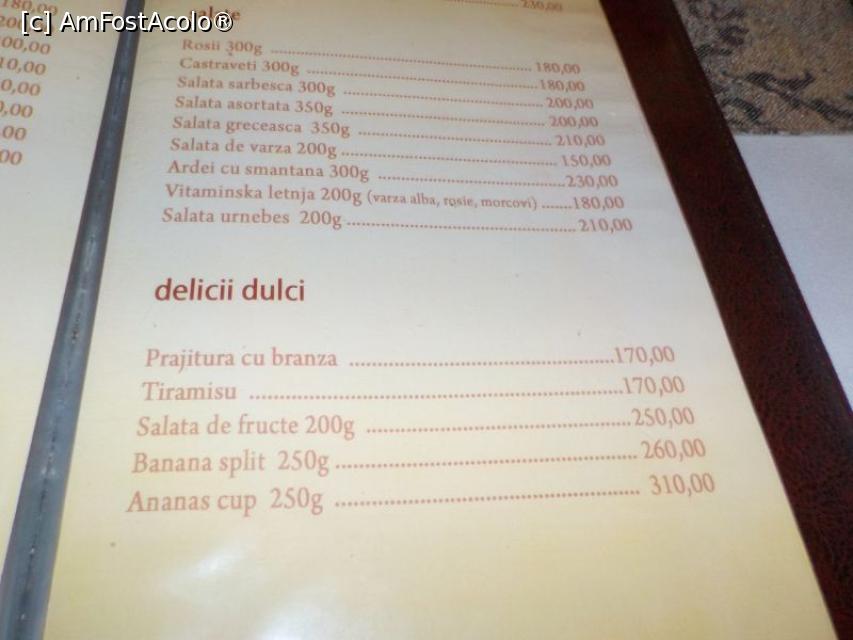 [c] AmFostAcolo®
180,00
230,00
Rosii 300g 180,00
Castraveti 300g 180,00
Salata sarbesca 300g 200,00
Salata asortata 350g 200,00
Salata greceasca 350g 210,00
Salata de varza 200g 150,00
Ardei cu smantana 300g 230,00
Vitaminska letnja 200g (varza alba, rosie, morcovi) 180,00
Salata urnebes 200g 210,00
delicii dulci
Prajitura cu branza 170,00
Tiramisu 170,00
Salata de fructe 200g 250,00
Banana split 250g 260,00
Ananas cup 250g 310,00